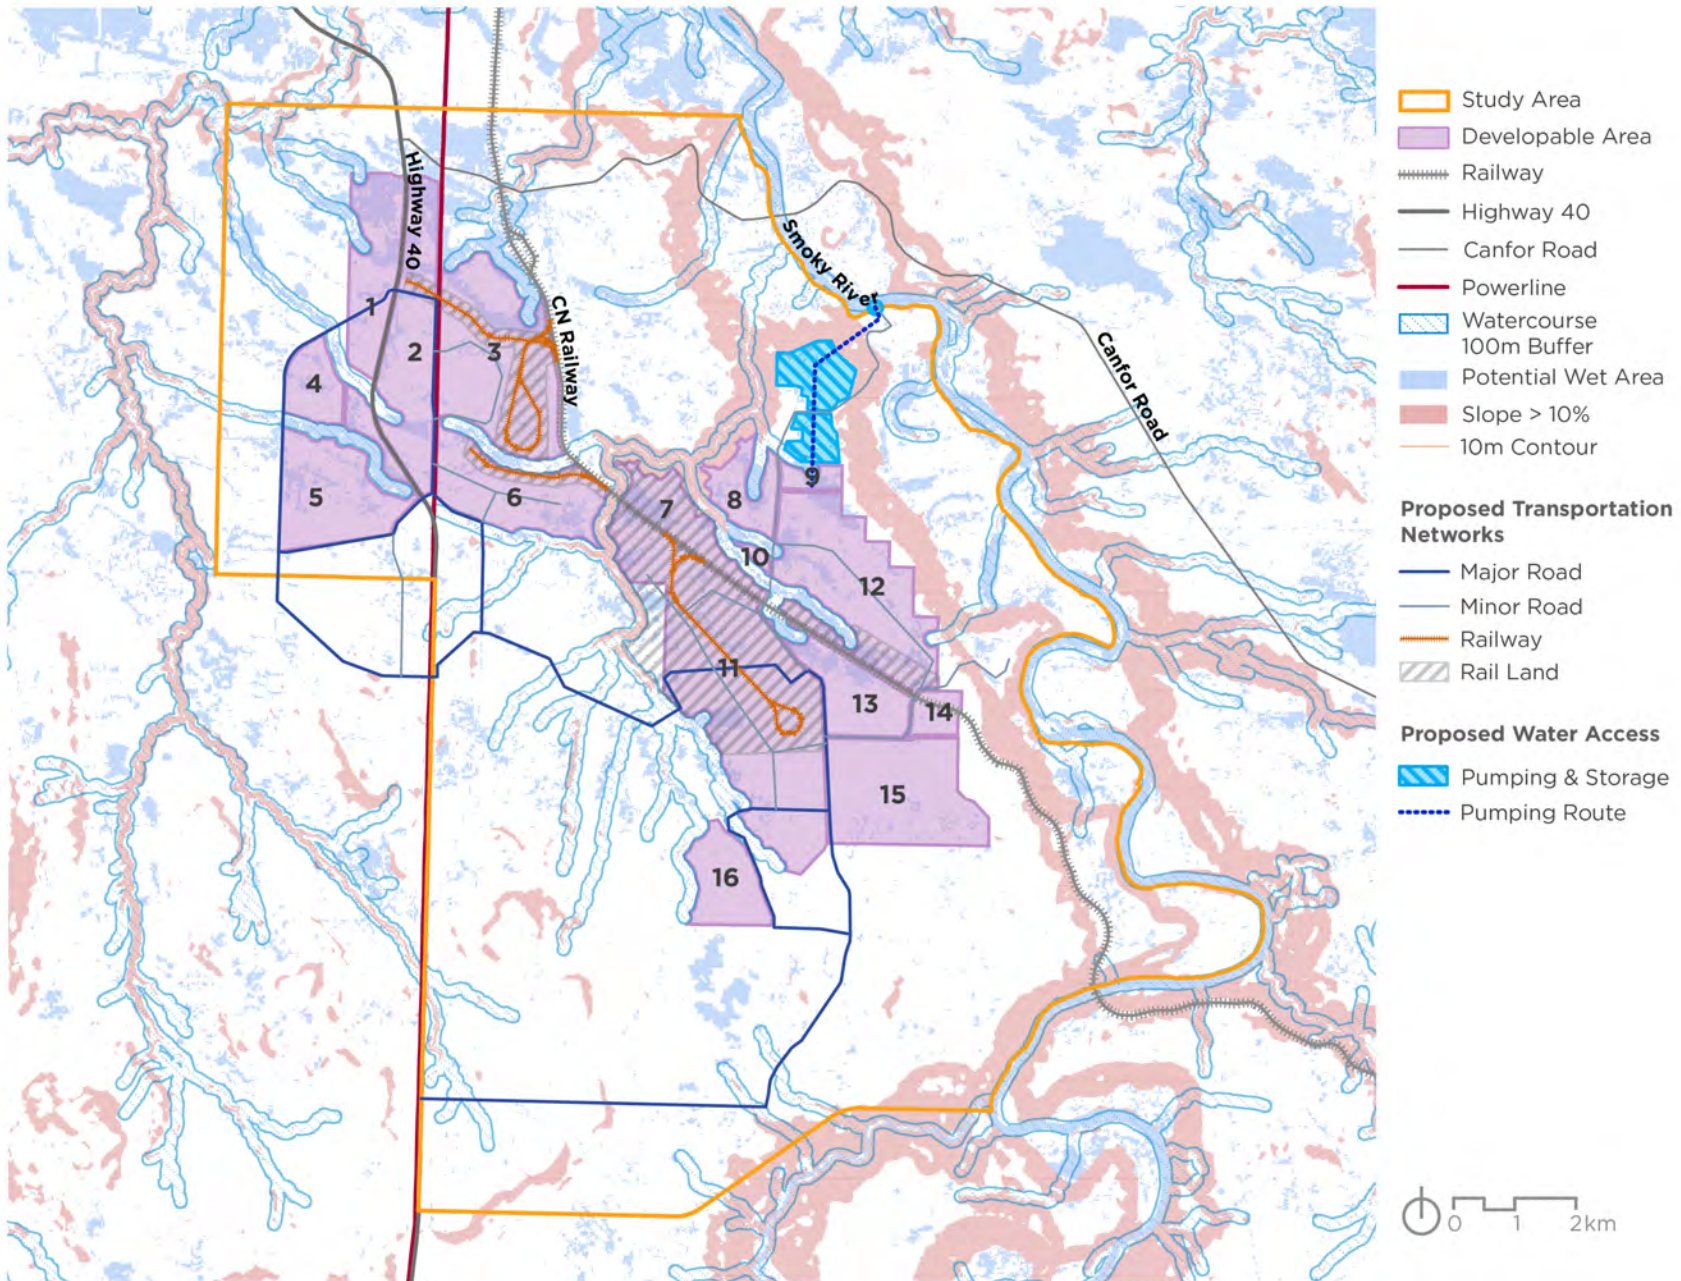 Highway 40
CN Railway
Smoky River
Canfor Road
1
2
3
4
5
6
7
8
9
10
11
12
13
14
15
16
Study Area
Developable Area
Railway
Highway 40
Canfor Road
Powerline
Watercourse
100m Buffer
Potential Wet Area
Slope > 10%
10m Contour
Proposed Transportation
Networks
Major Road
Minor Road
Railway
Rail Land
Proposed Water Access
Pumping & Storage
Pumping Route
0 1 2km